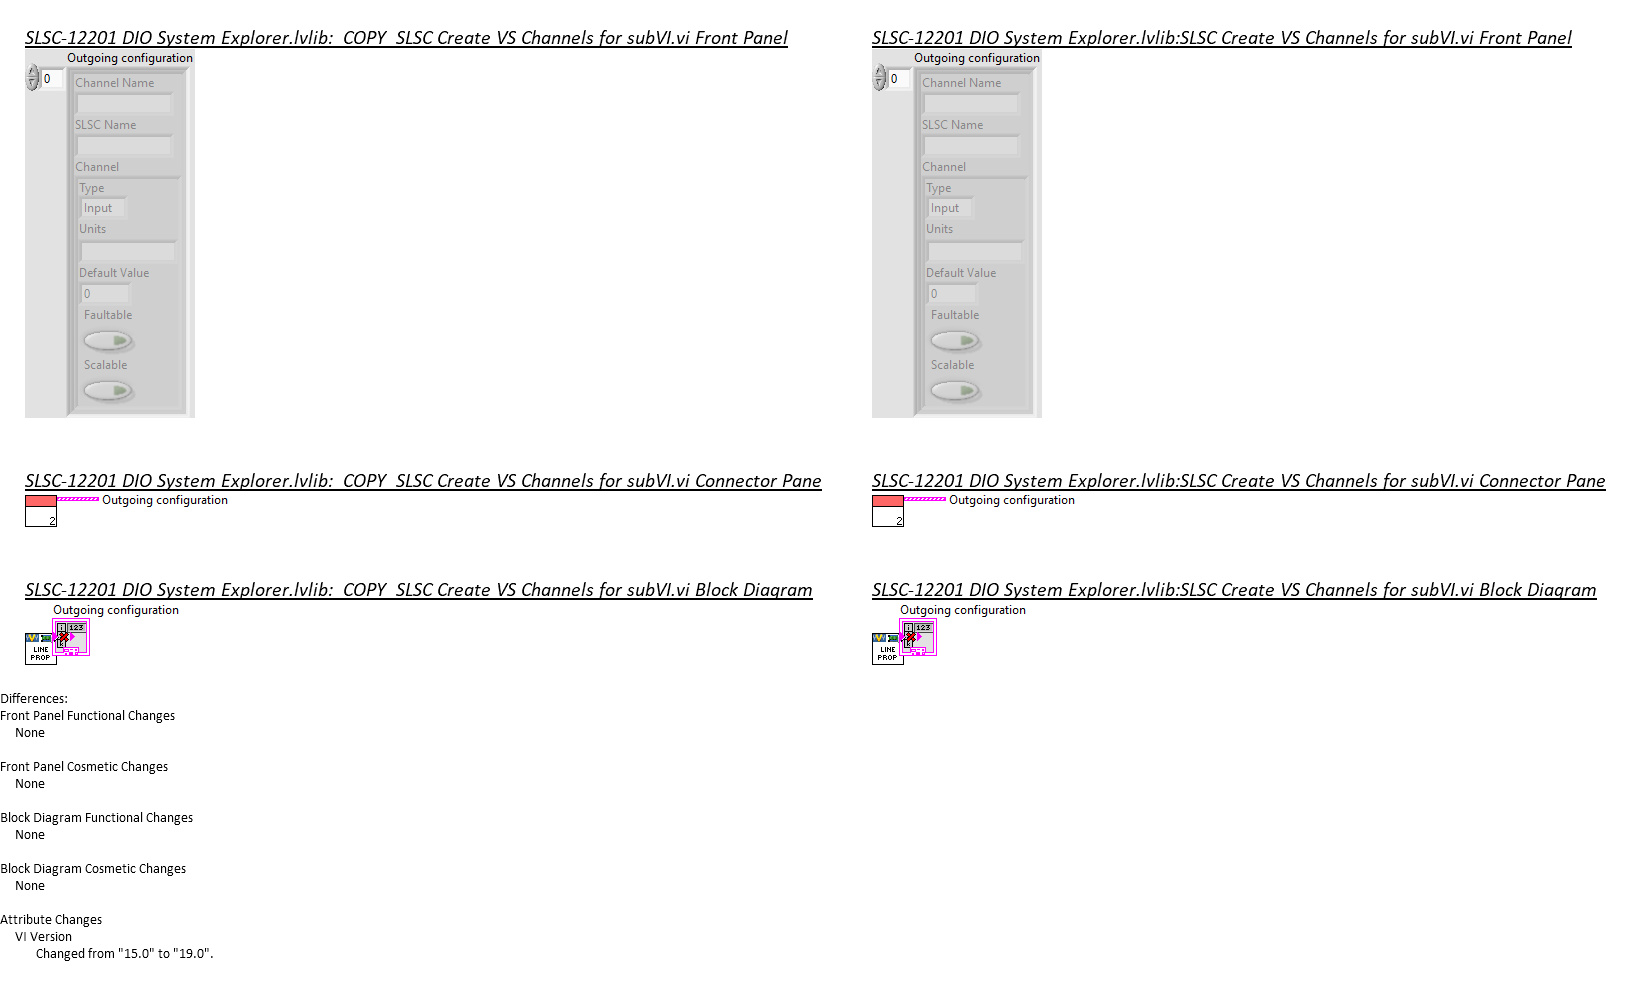 SLSC-12201 DIO System Explorer.lvlib:  COPY  SLSC Create VS Channels for subVI.vi Front Panel
Outgoing configuration
0
Channel Name
SLSC Name
Channel
Type
Input
Units
Default Value
0
Faultable
Scalable
SLSC-12201 DIO System Explorer.lvlib:SLSC Create VS Channels for subVI.vi Front Panel
Outgoing configuration
0
Channel Name
SLSC Name
Channel
Type
Input
Units
Default Value
0
Faultable
Scalable
SLSC-12201 DIO System Explorer.lvlib:  COPY  SLSC Create VS Channels for subVI.vi Connector Pane
Outgoing configuration
2
SLSC-12201 DIO System Explorer.lvlib:SLSC Create VS Channels for subVI.vi Connector Pane
Outgoing configuration
2
SLSC-12201 DIO System Explorer.lvlib:  COPY  SLSC Create VS Channels for subVI.vi Block Diagram
Outgoing configuration
123
LINE
PROP
SLSC-12201 DIO System Explorer.lvlib:SLSC Create VS Channels for subVI.vi Block Diagram
Outgoing configuration
123
LINE
PROP
Differences:
Front Panel Functional Changes
None
Front Panel Cosmetic Changes
None
Block Diagram Functional Changes
None
Block Diagram Cosmetic Changes
None
Attribute Changes
VI Version
Changed from "15.0" to "19.0".